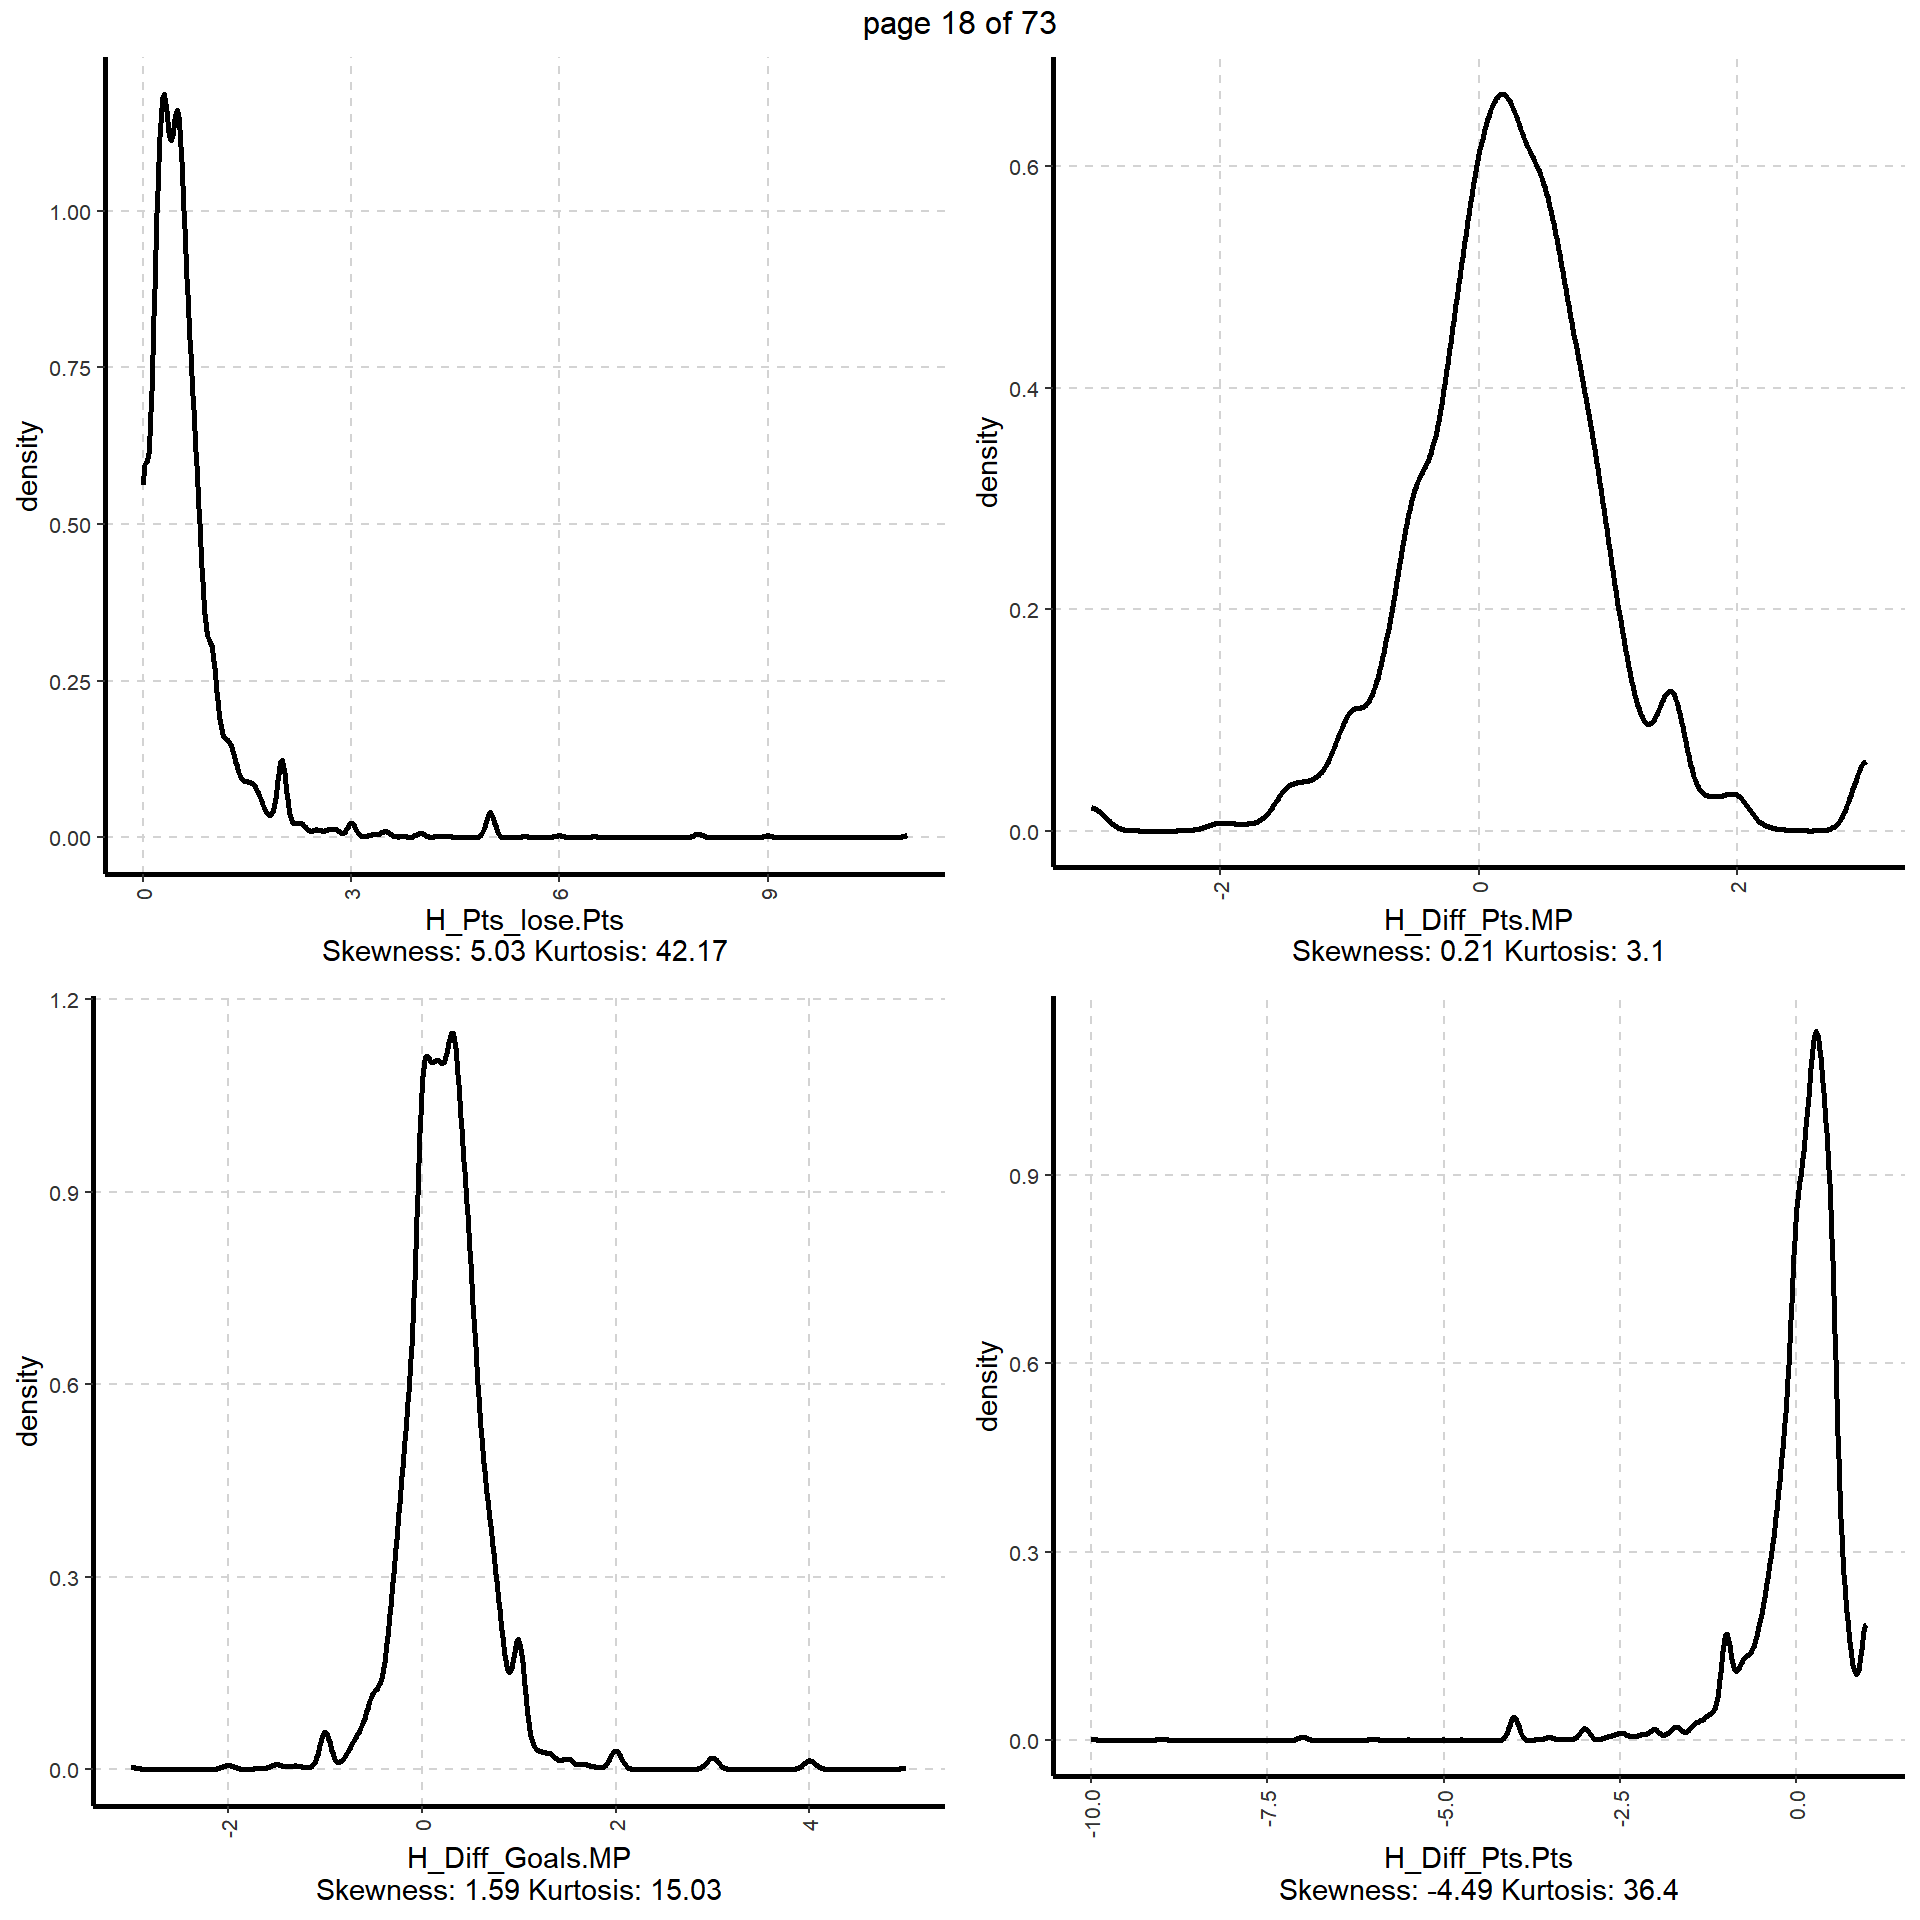 page 18 of 73
density
1.00
0.75
0.50
0.25
0.00
0
3
6
9
H_Pts_lose.Pts
Skewness: 5.03 Kurtosis: 42.17
density
0.6
0.4
0.2
0.0
-2
0
2
H_Diff_Pts.MP
Skewness: 0.21 Kurtosis: 3.1
density
1.2
0.9
0.6
0.3
0.0
-2
0
2
4
H_Diff_Goals.MP
Skewness: 1.59 Kurtosis: 15.03
density
0.9
0.6
0.3
0.0
-10.0
-7.5
-5.0
-2.5
0.0
H_Diff_Pts.Pts
Skewness: -4.49 Kurtosis: 36.4